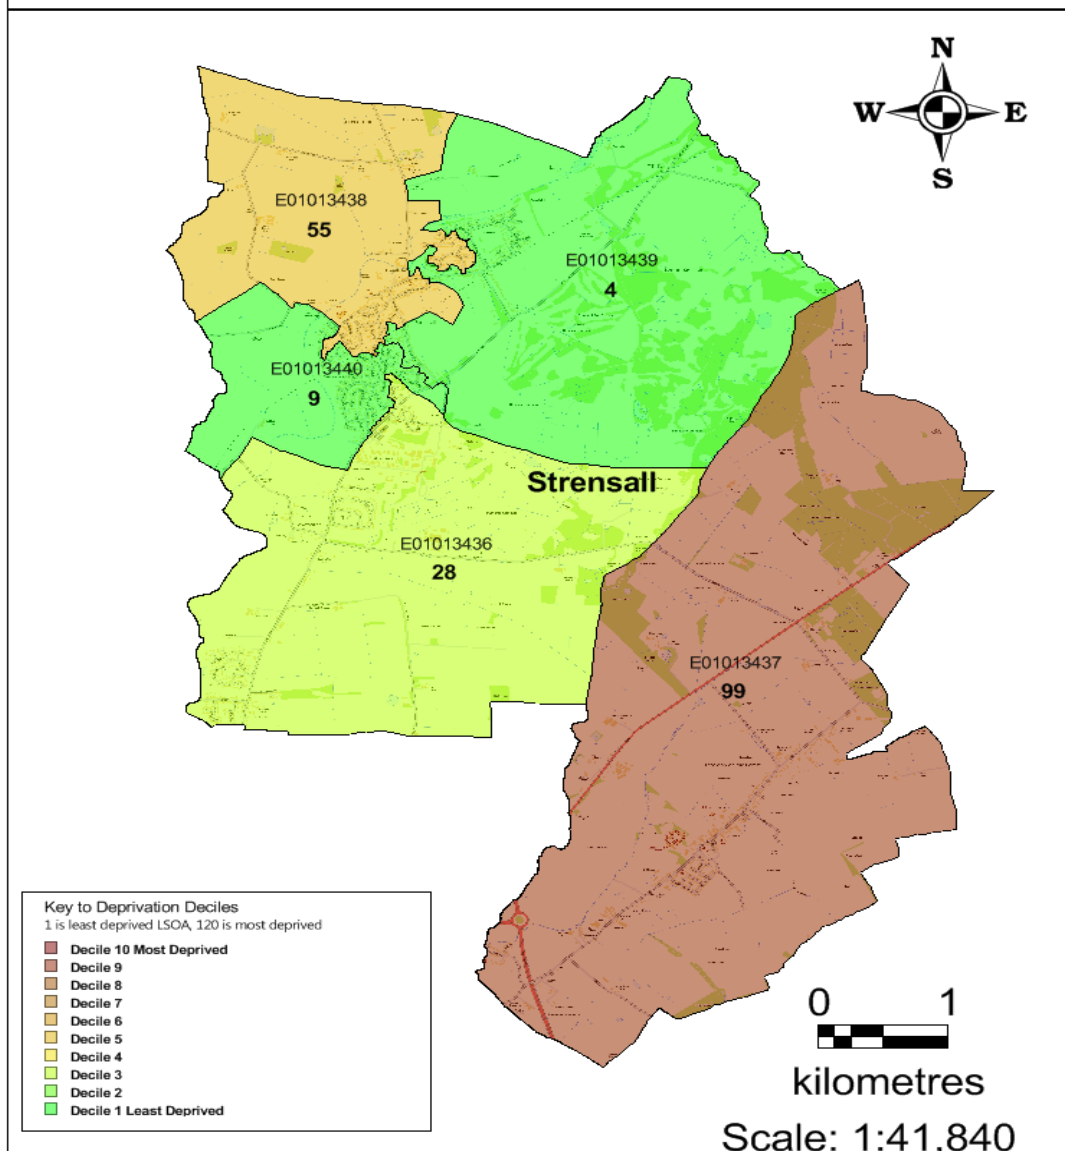 N
W E
S
E01013438
55
E01013439
4
E01013440
9
Strensall
E01013436
28
E01013437
99
Key to Deprivation Deciles
1 is least deprived LSOA, 120 is most deprived
Decile 10 Most Deprived
Decile 9
Decile 8
Decile 7
Decile 6
Decile 5
Decile 4
Decile 3
Decile 2
Decile 1 Least Deprived
0 1
kilometres
Scale: 1:41,840